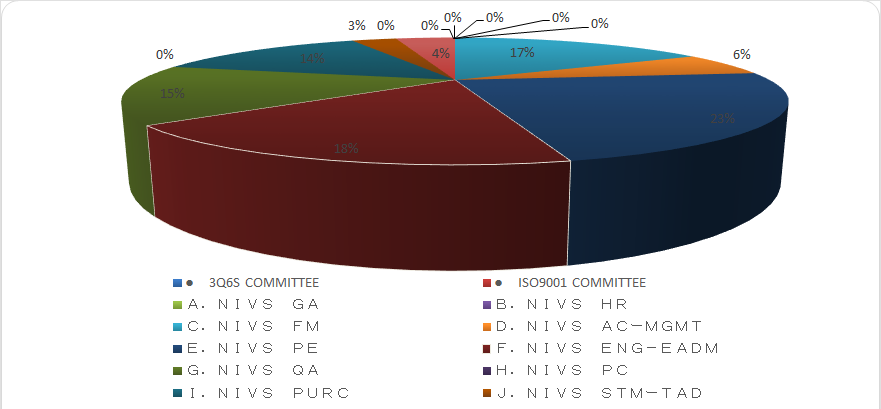 0% 0% 0% 0%
3% 0% 0%
0% 14% 4% 17% 6%
15% 23%
18%
● 3Q6S COMMITTEE ● ISO9001 COMMITTEE
A. NIVS GA B. NIVS HR
C. NIVS FM D. NIVS AC-MGMT
E. NIVS PE F. NIVS ENG-EADM
G. NIVS QA H. NIVS PC
I. NIVS PURC J. NIVS STM-TAD